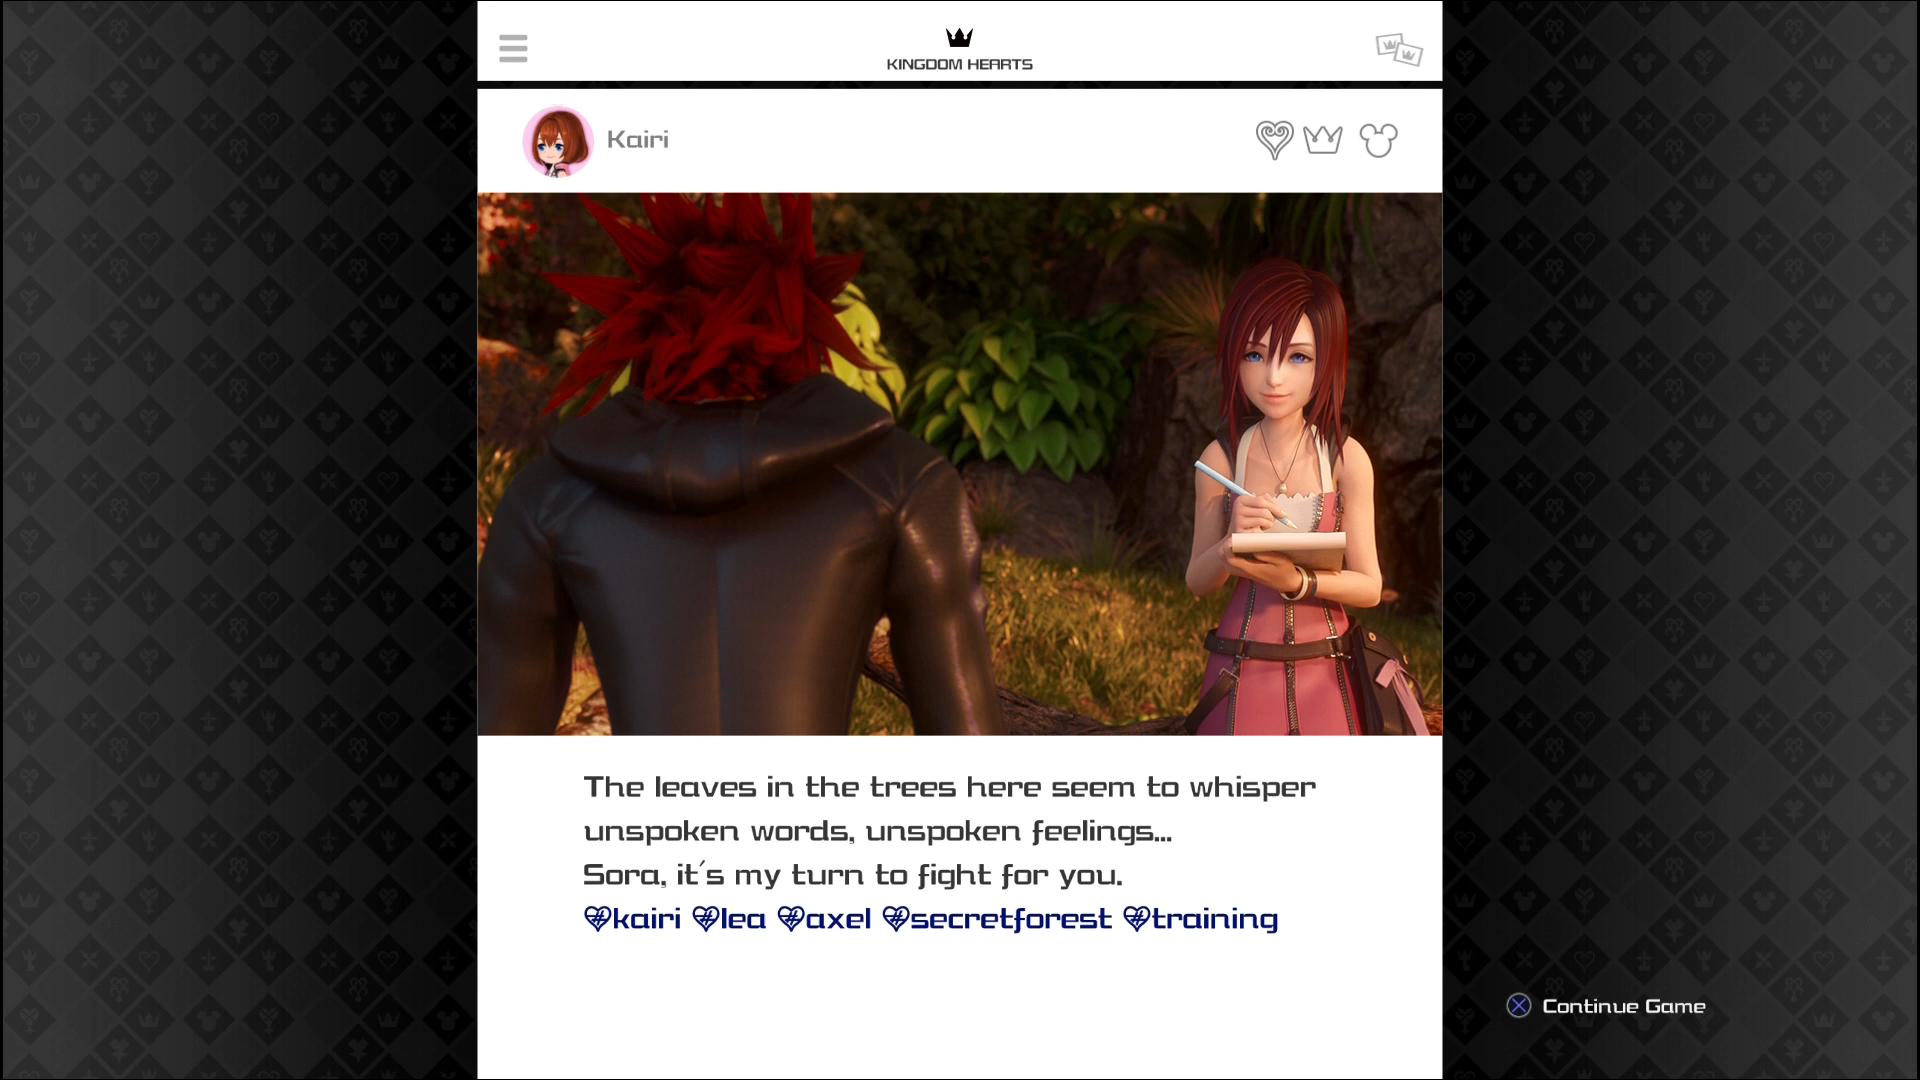 KINGDOM HEARTS
Kairi
The leaves in the trees here seem to whisper
unspoken words, unspoken feelings...
Sora, it's my turn to fight for you.
kairi lea axel secretforest training
Continue Game